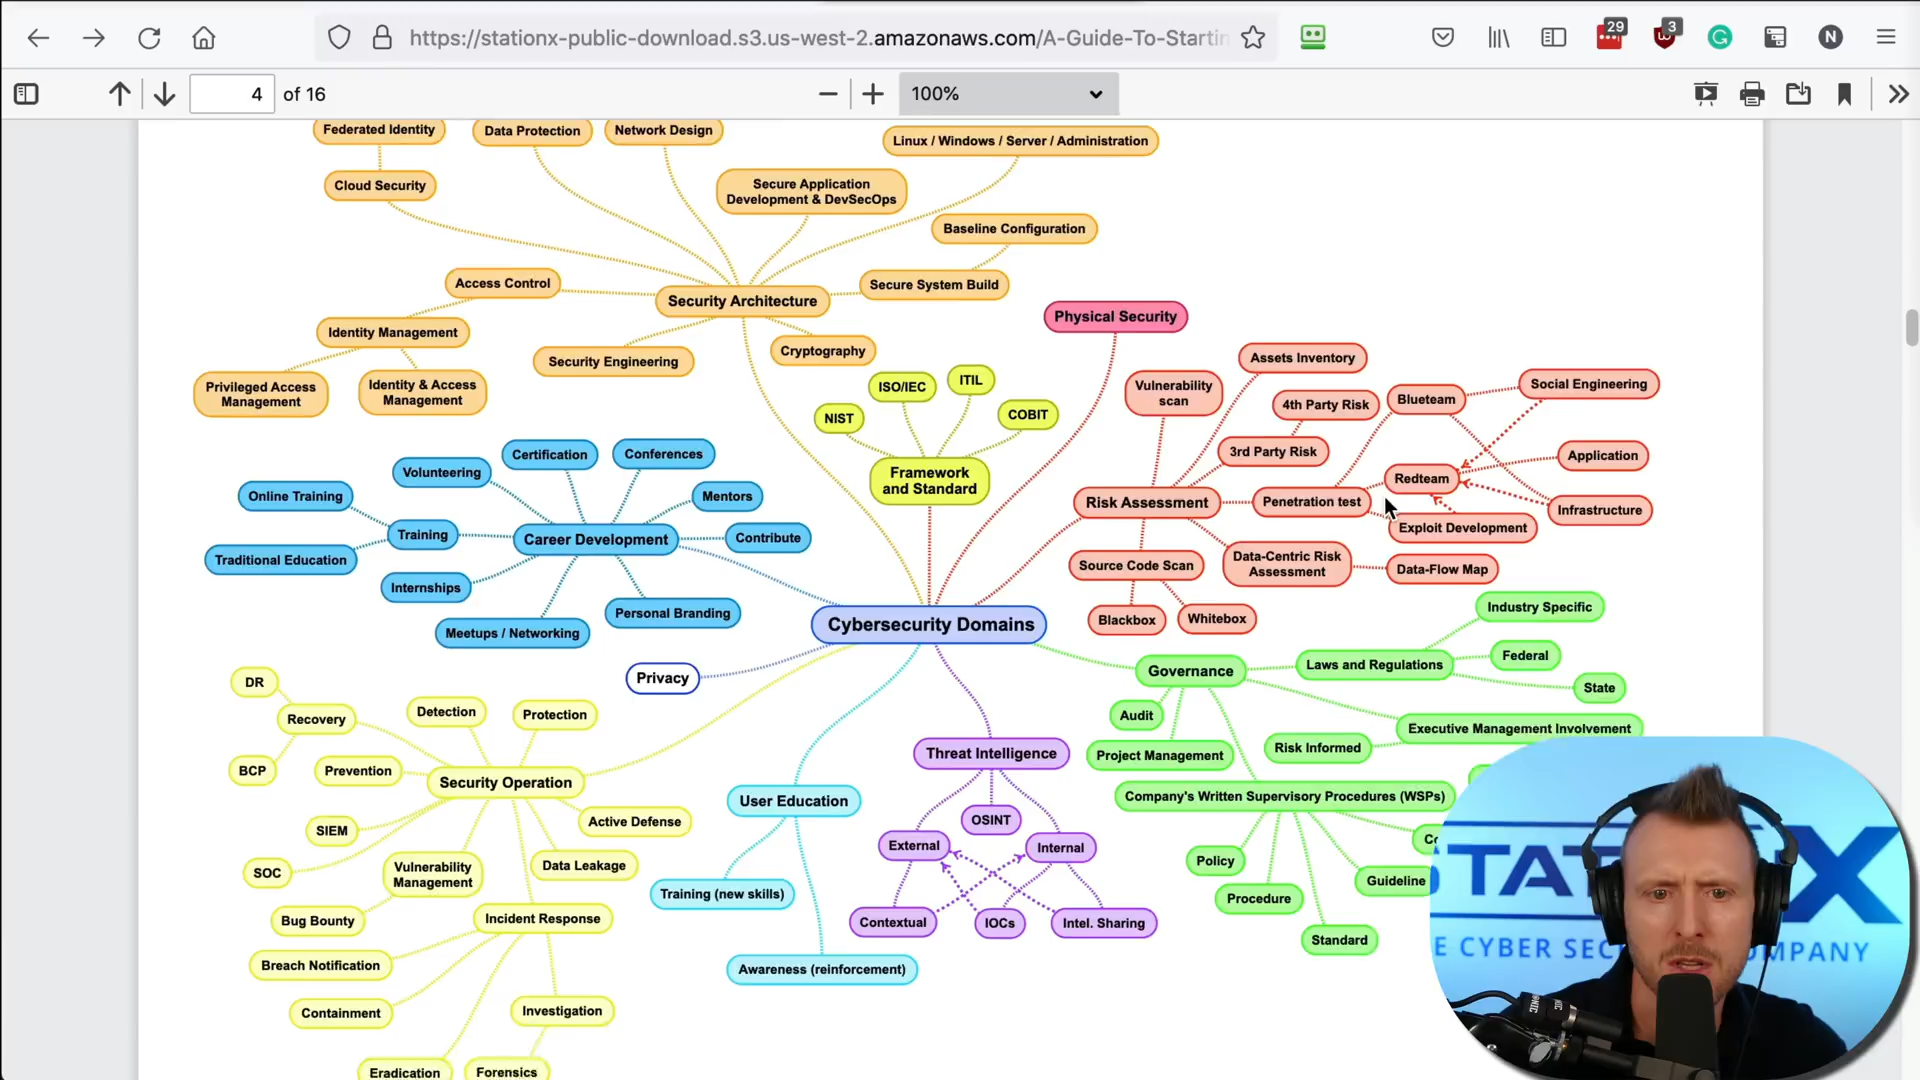 https://stationx-public-download.s3.us-west-2.amazonaws.com/A-Guide-To-Startin
29
3
N
4
of 16
100%
Federated Identity
Data Protection
Network Design
Linux / Windows / Server / Administration
Cloud Security
Secure Application
Development & DevSecOps
Baseline Configuration
Access Control
Security Architecture
Secure System Build
Physical Security
Identity Management
Security Engineering
Cryptography
Privileged Access
Management
Identity & Access
Management
NIST
ISO/IEC
ITIL
COBIT
Framework
and Standard
Vulnerability
scan
Assets Inventory
4th Party Risk
3rd Party Risk
Blueteam
Social Engineering
Application
Redteam
Risk Assessment
Penetration test
Infrastructure
Exploit Development
Source Code Scan
Data-Centric Risk
Assessment
Data-Flow Map
Blackbox
Whitebox
Volunteering
Certification
Conferences
Online Training
Mentors
Training
Career Development
Contribute
Traditional Education
Internships
Personal Branding
Meetups / Networking
Cybersecurity Domains
Privacy
Industry Specific
Governance
Laws and Regulations
Federal
State
Audit
Executive Management Involvement
Project Management
Risk Informed
Company's Written Supervisory Procedures (WSPs)
Policy
Procedure
Guideline
Standard
DR
Recovery
Detection
Protection
BCP
Prevention
Security Operation
SIEM
Active Defense
SOC
Vulnerability
Management
Data Leakage
Bug Bounty
Incident Response
Breach Notification
Containment
Investigation
Eradication
Forensics
User Education
Training (new skills)
Awareness (reinforcement)
Threat Intelligence
OSINT
External
Internal
Contextual
IOCs
Intel. Sharing
STAT X
E CYBER SEC OMPANY